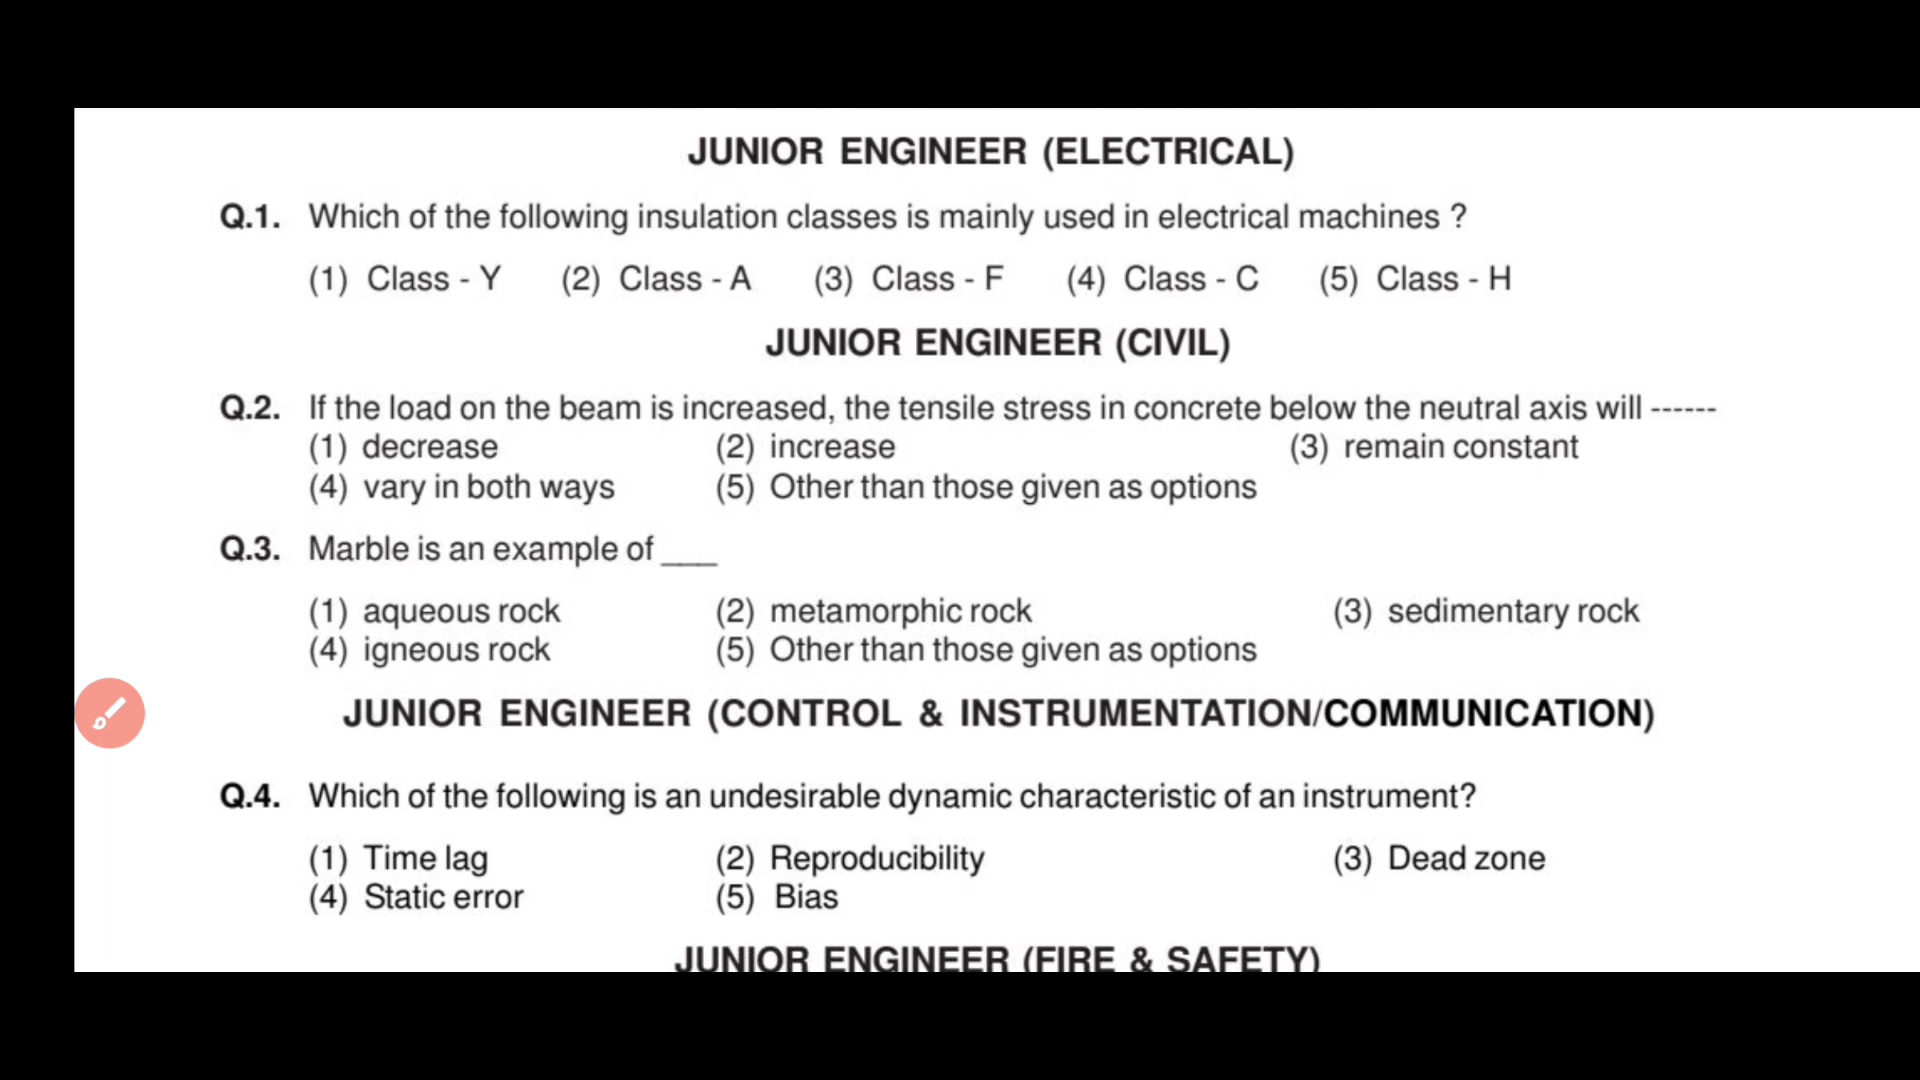 JUNIOR ENGINEER (ELECTRICAL)
Q.1. Which of the following insulation classes is mainly used in electrical machines ?
(1) Class - Y (2) Class - A (3) Class - F (4) Class - C (5) Class - H
JUNIOR ENGINEER (CIVIL)
Q.2. If the load on the beam is increased, the tensile stress in concrete below the neutral axis will ------
(1) decrease (2) increase (3) remain constant
(4) vary in both ways (5) Other than those given as options
Q.3. Marble is an example of ___
(1) aqueous rock (2) metamorphic rock (3) sedimentary rock
(4) igneous rock (5) Other than those given as options
JUNIOR ENGINEER (CONTROL & INSTRUMENTATION/COMMUNICATION)
Q.4. Which of the following is an undesirable dynamic characteristic of an instrument?
(1) Time lag (2) Reproducibility (3) Dead zone
(4) Static error (5) Bias
JUNIOR ENGINEER (FIRE & SAFETY)